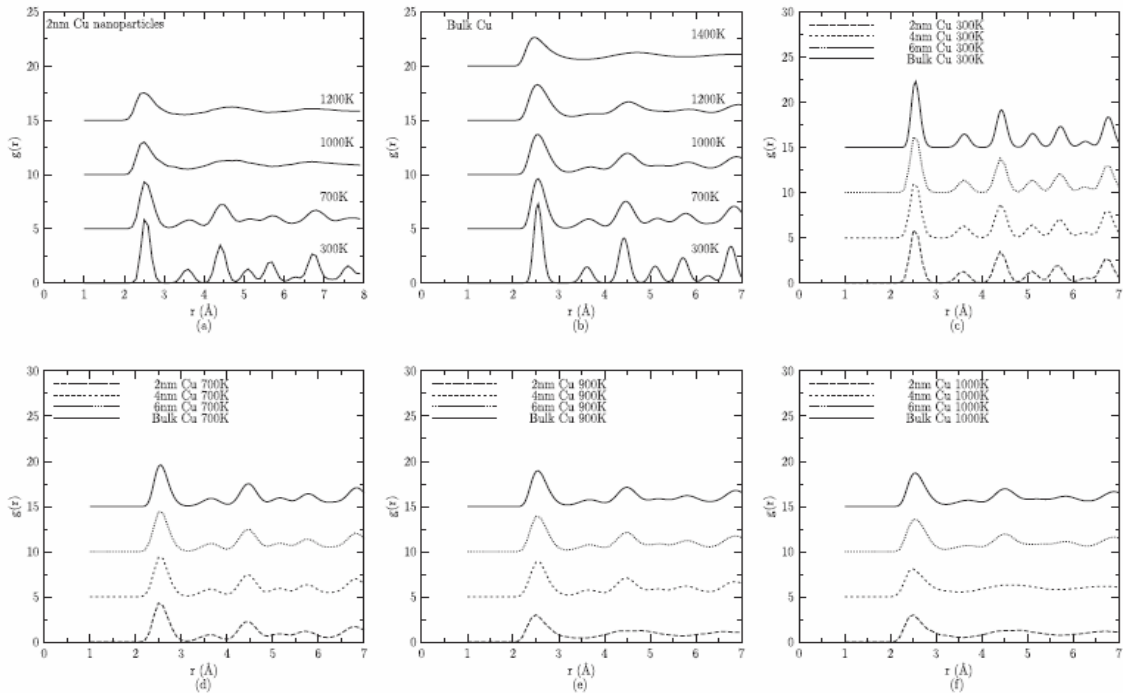 2nm Cu nanoparticles
1200K
1000K
700K
300K
g(r)
0
5
10
15
20
25
0 1 2 3 4 5 6 7 8
r (Å)
(a)
Bulk Cu
1400K
1200K
1000K
700K
300K
g(r)
0
5
10
15
20
25
0 1 2 3 4 5 6 7
r (Å)
(b)
2nm Cu 300K
4nm Cu 300K
6nm Cu 300K
Bulk Cu 300K
g(r)
30
25
20
15
10
5
0
0 1 2 3 4 5 6 7
r (Å)
(c)
2nm Cu 700K
4nm Cu 700K
6nm Cu 700K
Bulk Cu 700K
g(r)
30
25
20
15
10
5
0
0 1 2 3 4 5 6 7
r (Å)
(d)
2nm Cu 900K
4nm Cu 900K
6nm Cu 900K
Bulk Cu 900K
g(r)
30
25
20
15
10
5
0
0 1 2 3 4 5 6 7
r (Å)
(e)
2nm Cu 1000K
4nm Cu 1000K
6nm Cu 1000K
Bulk Cu 1000K
g(r)
30
25
20
15
10
5
0
0 1 2 3 4 5 6 7
r (Å)
(f)